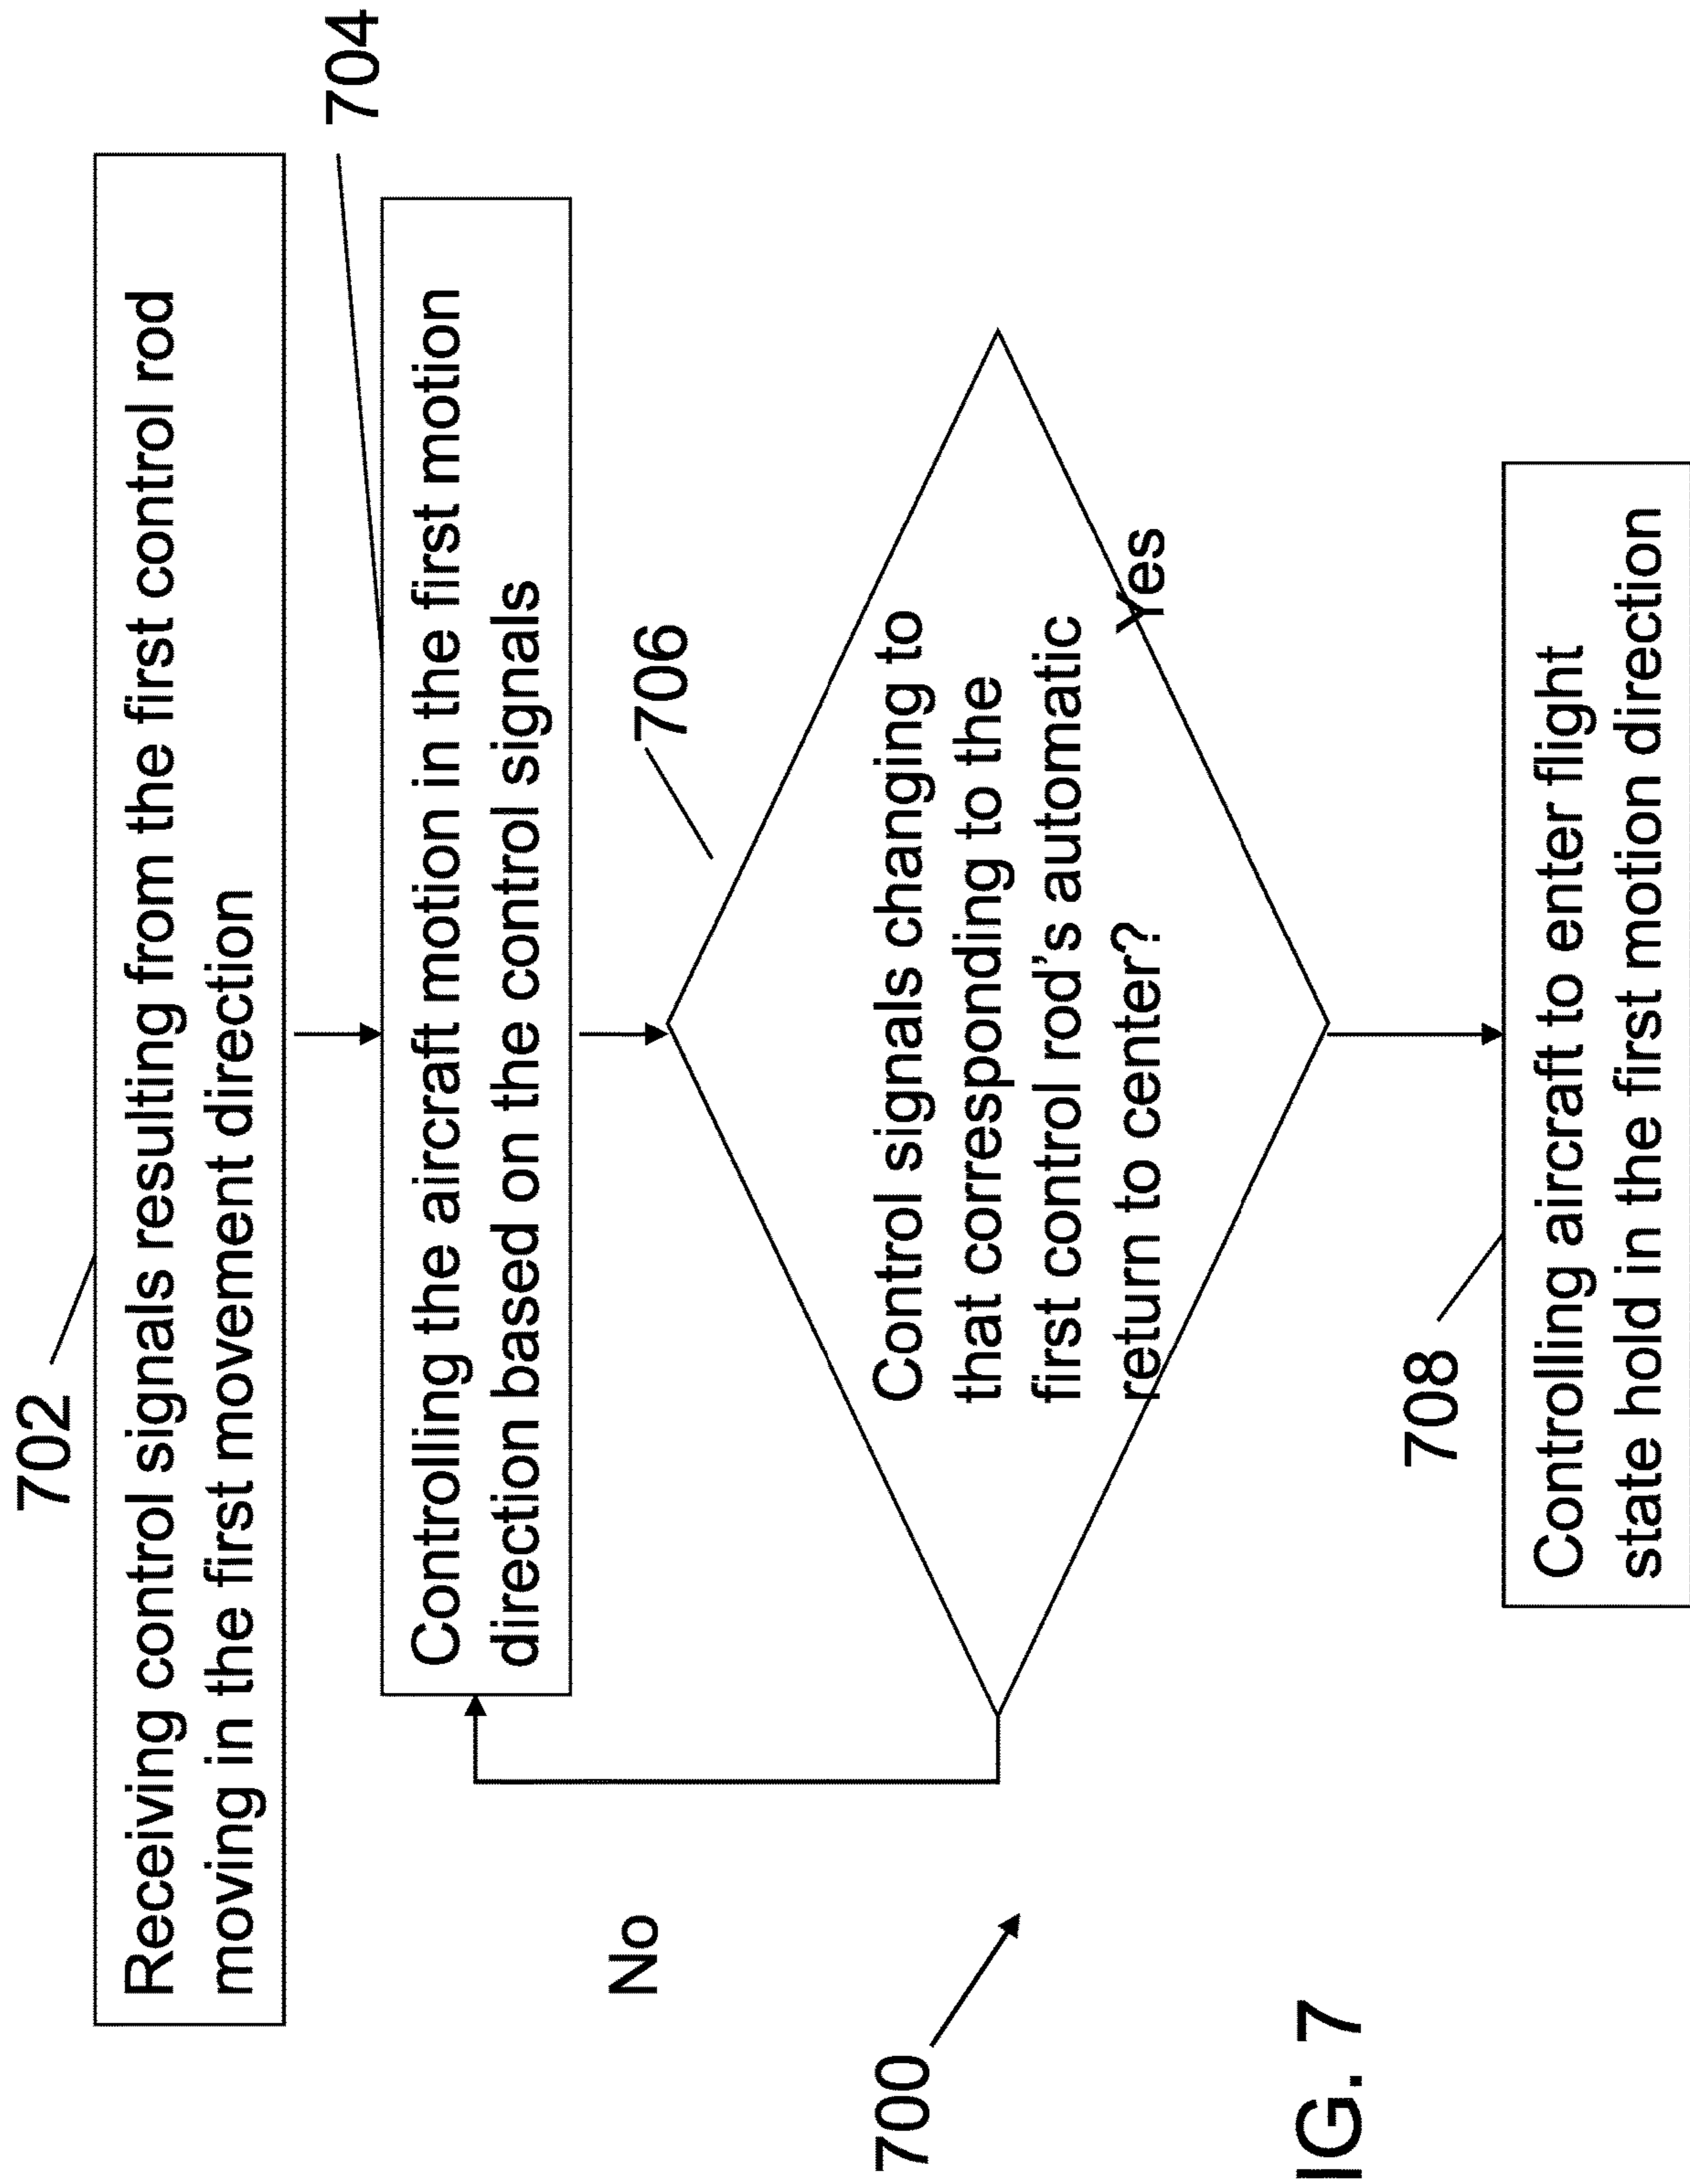 702
Receiving control signals resulting from the first control rod
moving in the first movement direction
704
Controlling the aircraft motion in the first motion
direction based on the control signals
706
No
Control signals changing to
that corresponding to the
first control rod's automatic
return to center?
Yes
700
708
Controlling aircraft to enter flight
state hold in the first motion direction
IG. 7